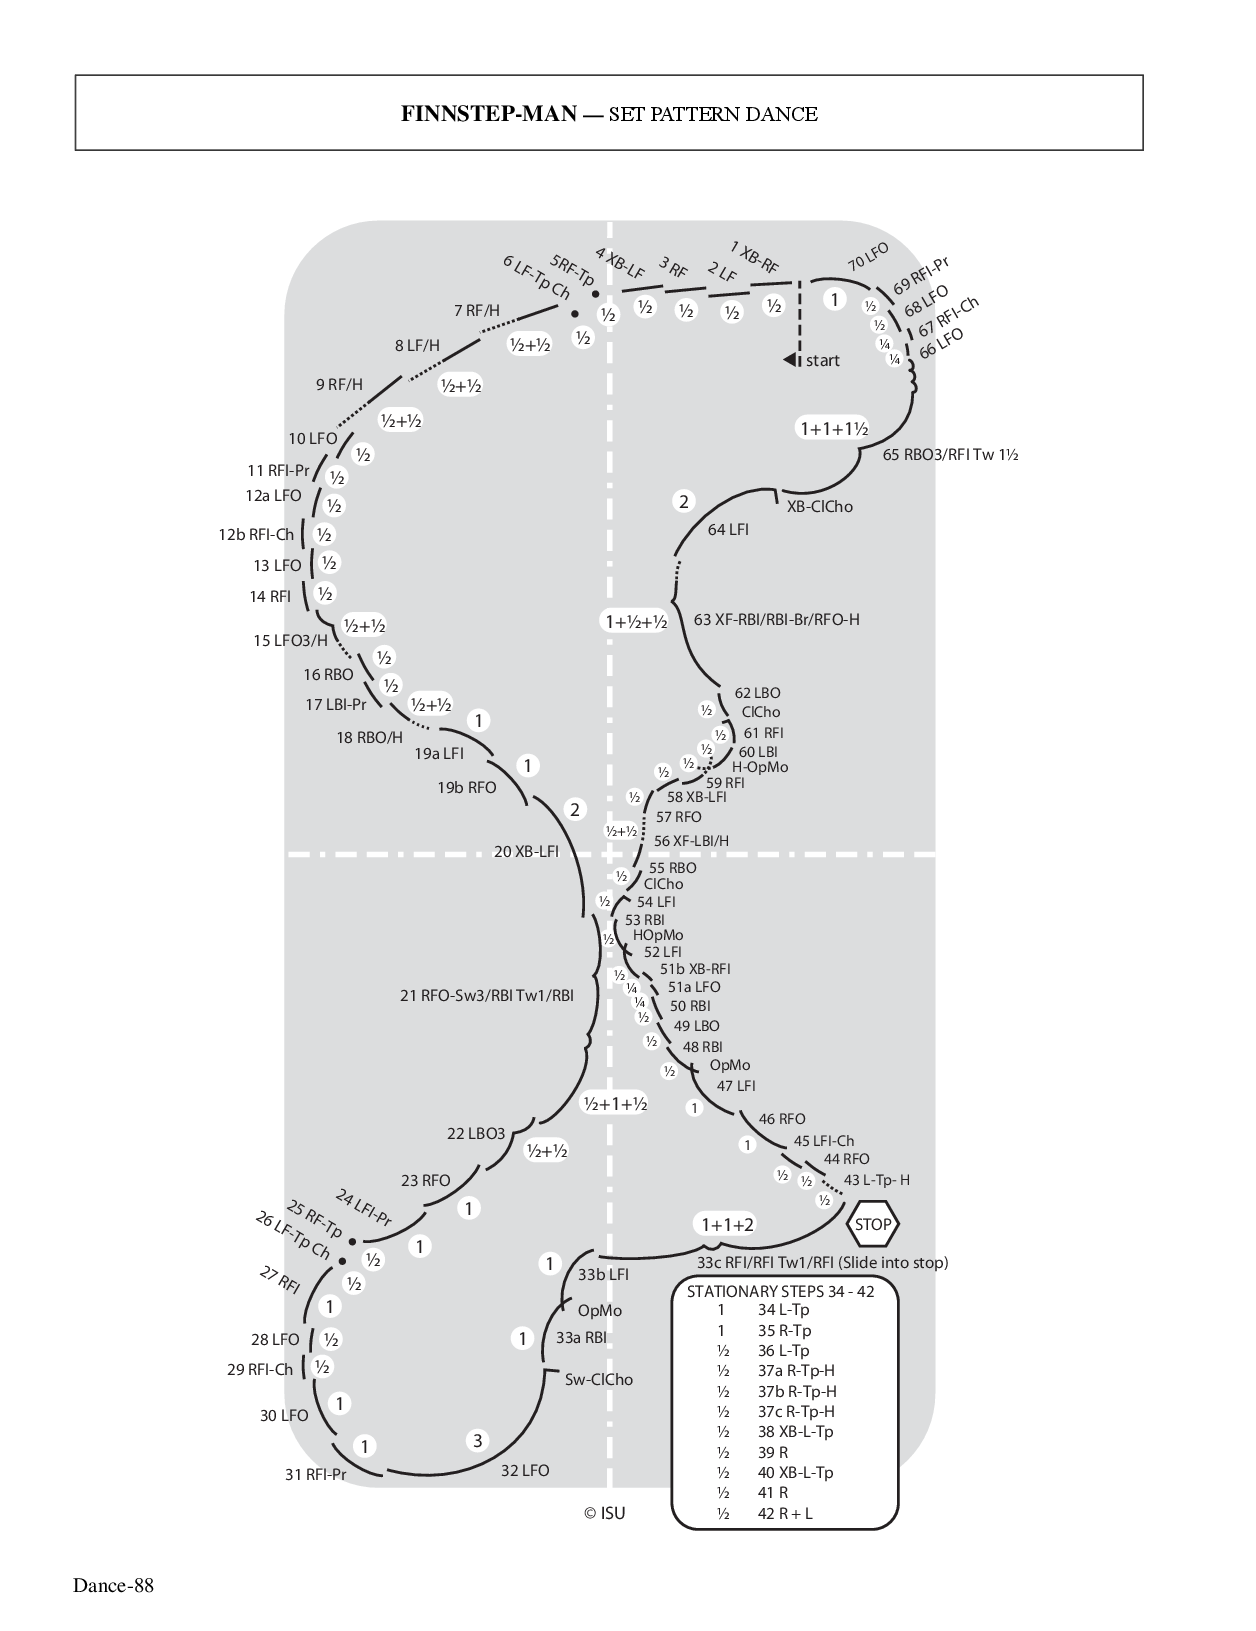 FINNSTEP-MAN — SET PATTERN DANCE
1 XB-RF
½
2 LF
½
3 RF
½
4 XB-LF
½
5RF-Tp
½
6 LF-Tp Ch
½
7 RF/H
½+½
8 LF/H
½+½
9 RF/H
½+½
10 LFO
½
11 RFI-Pr
½
12a LFO
½
12b RFI-Ch
½
13 LFO
½
14 RFI
½
15 LFO3/H
½+½
16 RBO
½
17 LBI-Pr
½
18 RBO/H
½+½
19a LFI
1
19b RFO
1
20 XB-LFI
2
21 RFO-Sw3/RBI Tw1/RBI
½+1+½
22 LBO3
½+½
23 RFO
1
24 LFI-Pr
1
25 RF-Tp
½
26 LF-Tp Ch
½
27 RFI
1
28 LFO
½
29 RFI-Ch
½
30 LFO
1
31 RFI-Pr
1
32 LFO
3
Sw-ClCho
33a RBI
1
OpMo
33b LFI
1
33c RFI/RFI Tw1/RFI (Slide into stop)
1+1+2
STOP
STATIONARY STEPS 34 - 42
1 34 L-Tp
1 35 R-Tp
½ 36 L-Tp
½ 37a R-Tp-H
½ 37b R-Tp-H
½ 37c R-Tp-H
½ 38 XB-L-Tp
½ 39 R
½ 40 XB-L-Tp
½ 41 R
½ 42 R + L
43 L-Tp- H
½
44 RFO
½
45 LFI-Ch
½
46 RFO
1
47 LFI
1
OpMo
48 RBI
½
49 LBO
½
50 RBI
½
51a LFO
¼
51b XB-RFI
¼
52 LFI
½
HOpMo
53 RBI
½
54 LFI
½
ClCho
55 RBO
½
56 XF-LBI/H
½+½
57 RFO
½
58 XB-LFI
½
59 RFI
½
H-OpMo
60 LBI
½
61 RFI
½
ClCho
62 LBO
½
63 XF-RBI/RBI-Br/RFO-H
1+½+½
64 LFI
2
XB-ClCho
65 RBO3/RFI Tw 1½
1+1+1½
66 LFO
¼
67 RFI-Ch
¼
68 LFO
½
69 RFI-Pr
½
70 LFO
1
start
© ISU
Dance-88